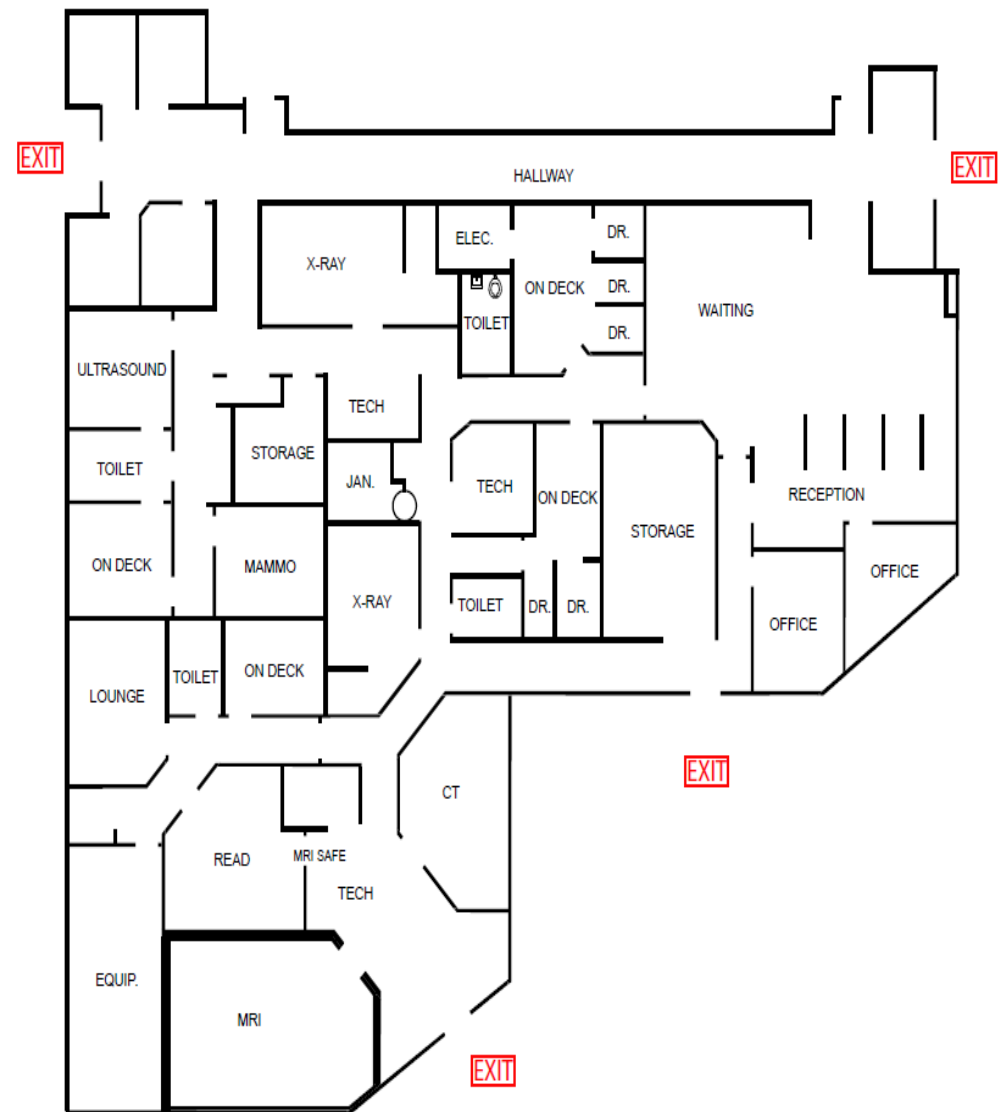 EXIT
EXIT
HALLWAY
DR.
ELEC.
X-RAY
DR.
ON DECK
WAITING
TOILET
DR.
ULTRASOUND
TECH
STORAGE
TOILET
JAN.
TECH
ON DECK
RECEPTION
STORAGE
ON DECK
MAMMO
OFFICE
X-RAY
TOILET
DR.
DR.
OFFICE
ON DECK
TOILET
LOUNGE
EXIT
CT
READ
MRI SAFE
TECH
EQUIP.
MRI
EXIT